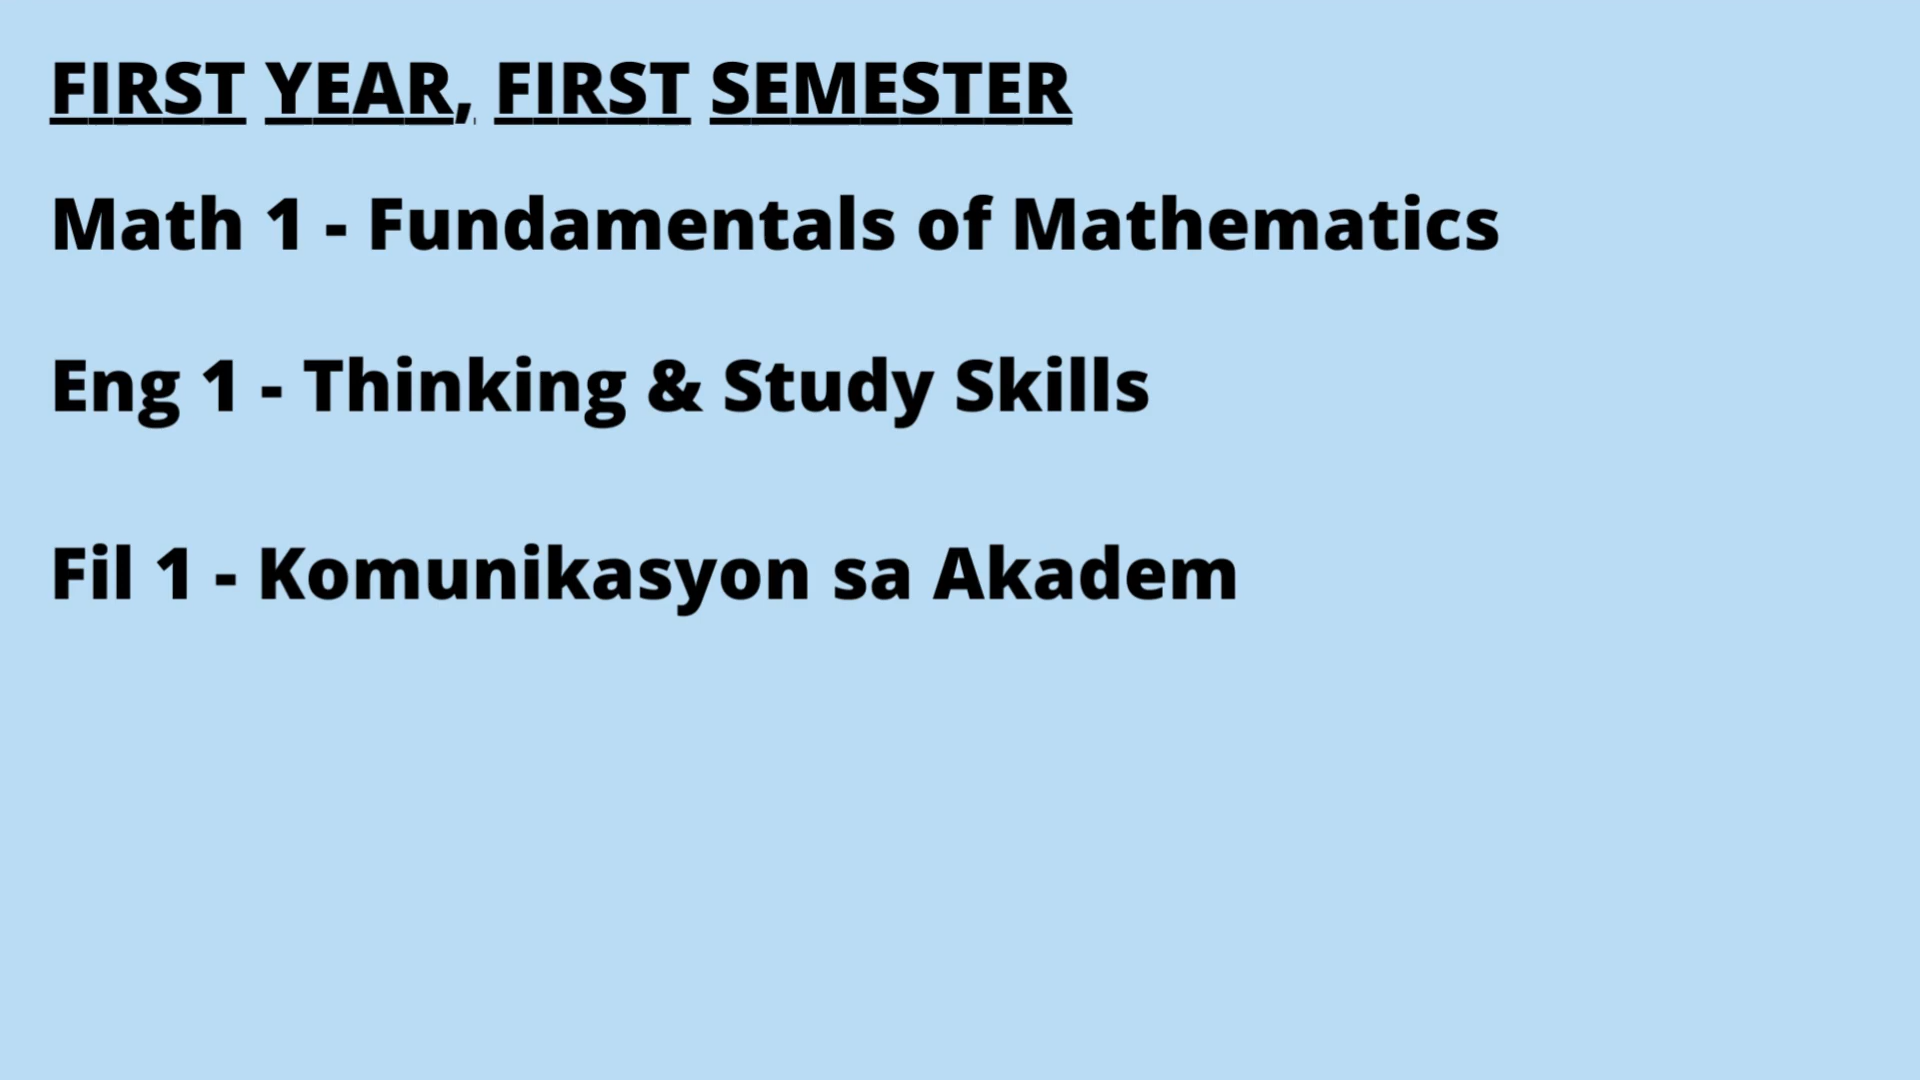 FIRST YEAR, FIRST SEMESTER
Math 1 - Fundamentals of Mathematics
Eng 1 - Thinking & Study Skills
Fil 1 - Komunikasyon sa Akadem